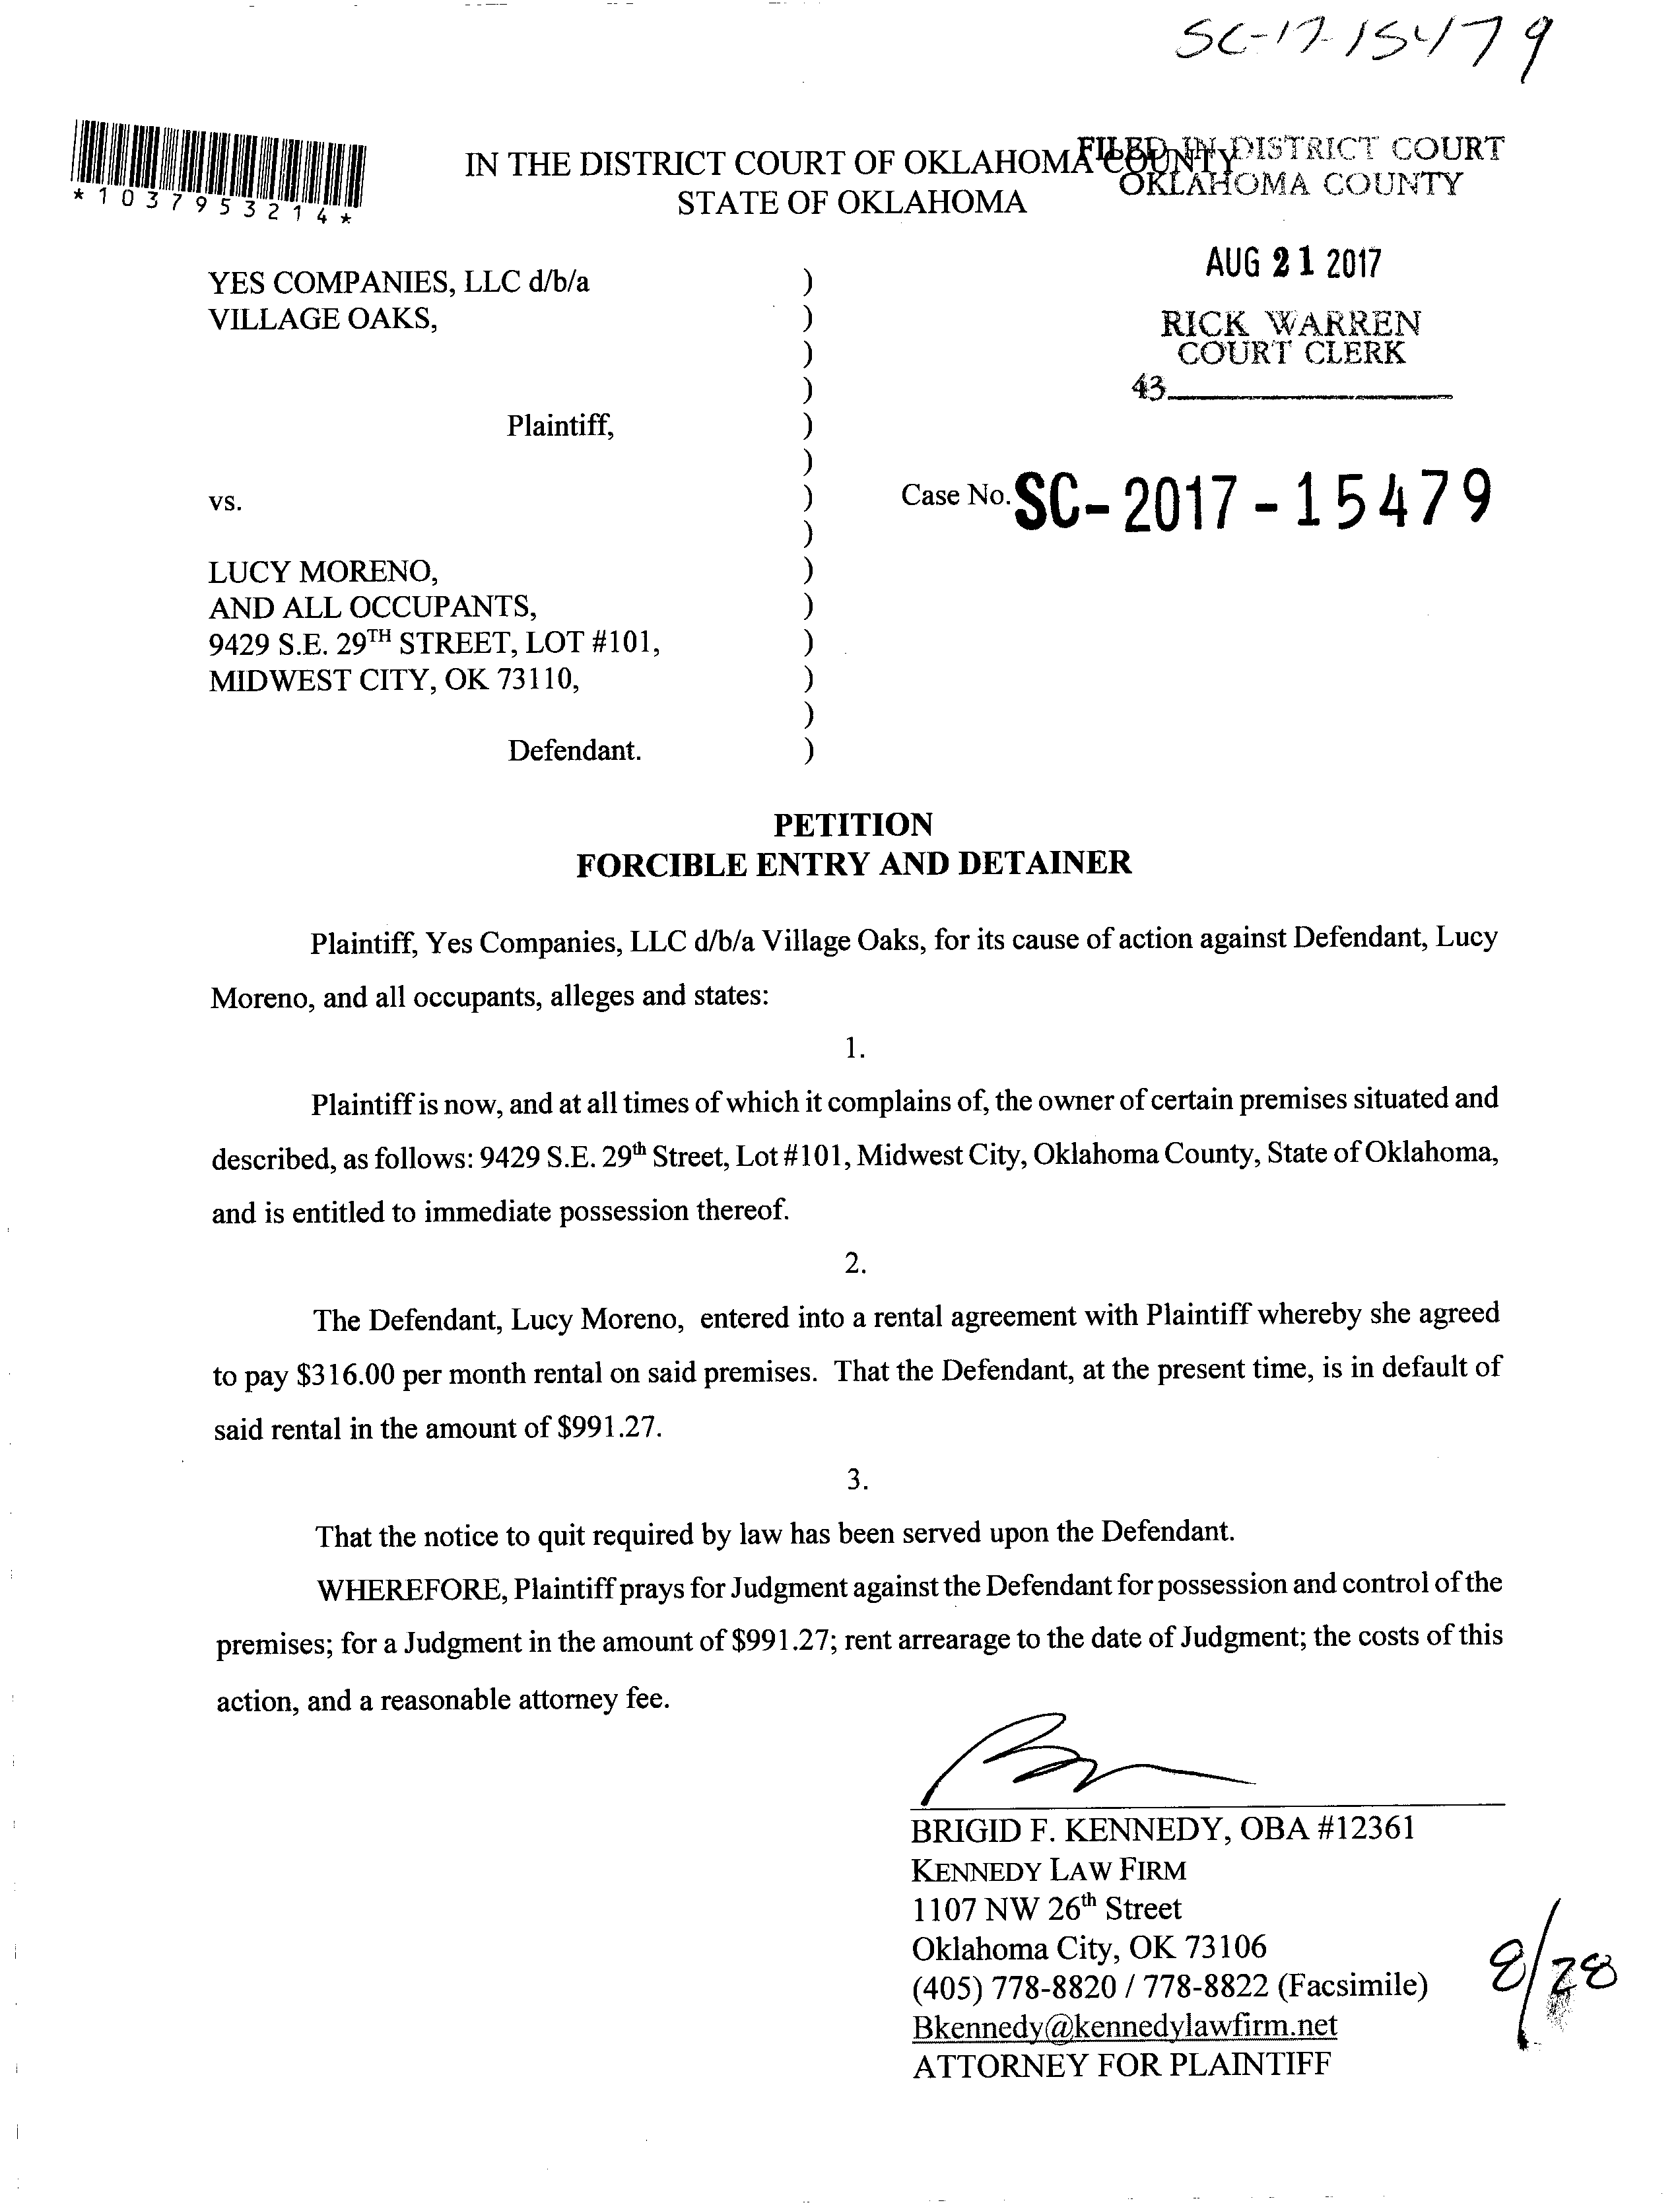 SC-17-15479
*1037953214*
IN THE DISTRICT COURT OF OKLAHOMA COUNTY
STATE OF OKLAHOMA
FILED IN DISTRICT COURT
OKLAHOMA COUNTY
AUG 21 2017
RICK WARREN
COURT CLERK
43
YES COMPANIES, LLC d/b/a )
VILLAGE OAKS, )
)
)
Plaintiff, )
)
vs. ) Case No. SC-2017-15479
)
LUCY MORENO, )
AND ALL OCCUPANTS, )
9429 S.E. 29TH STREET, LOT #101, )
MIDWEST CITY, OK 73110, )
)
Defendant. )
PETITION
FORCIBLE ENTRY AND DETAINER
Plaintiff, Yes Companies, LLC d/b/a Village Oaks, for its cause of action against Defendant, Lucy
Moreno, and all occupants, alleges and states:
1.
Plaintiff is now, and at all times of which it complains of, the owner of certain premises situated and
described, as follows: 9429 S.E. 29th Street, Lot #101, Midwest City, Oklahoma County, State of Oklahoma,
and is entitled to immediate possession thereof.
2.
The Defendant, Lucy Moreno, entered into a rental agreement with Plaintiff whereby she agreed
to pay $316.00 per month rental on said premises. That the Defendant, at the present time, is in default of
said rental in the amount of $991.27.
3.
That the notice to quit required by law has been served upon the Defendant.
WHEREFORE, Plaintiff prays for Judgment against the Defendant for possession and control of the
premises; for a Judgment in the amount of $991.27; rent arrearage to the date of Judgment; the costs of this
action, and a reasonable attorney fee.
BRIGID F. KENNEDY, OBA #12361
KENNEDY LAW FIRM
1107 NW 26th Street
Oklahoma City, OK 73106
(405) 778-8820 / 778-8822 (Facsimile)
Bkennedy@kennedylawfirm.net
ATTORNEY FOR PLAINTIFF
8/28